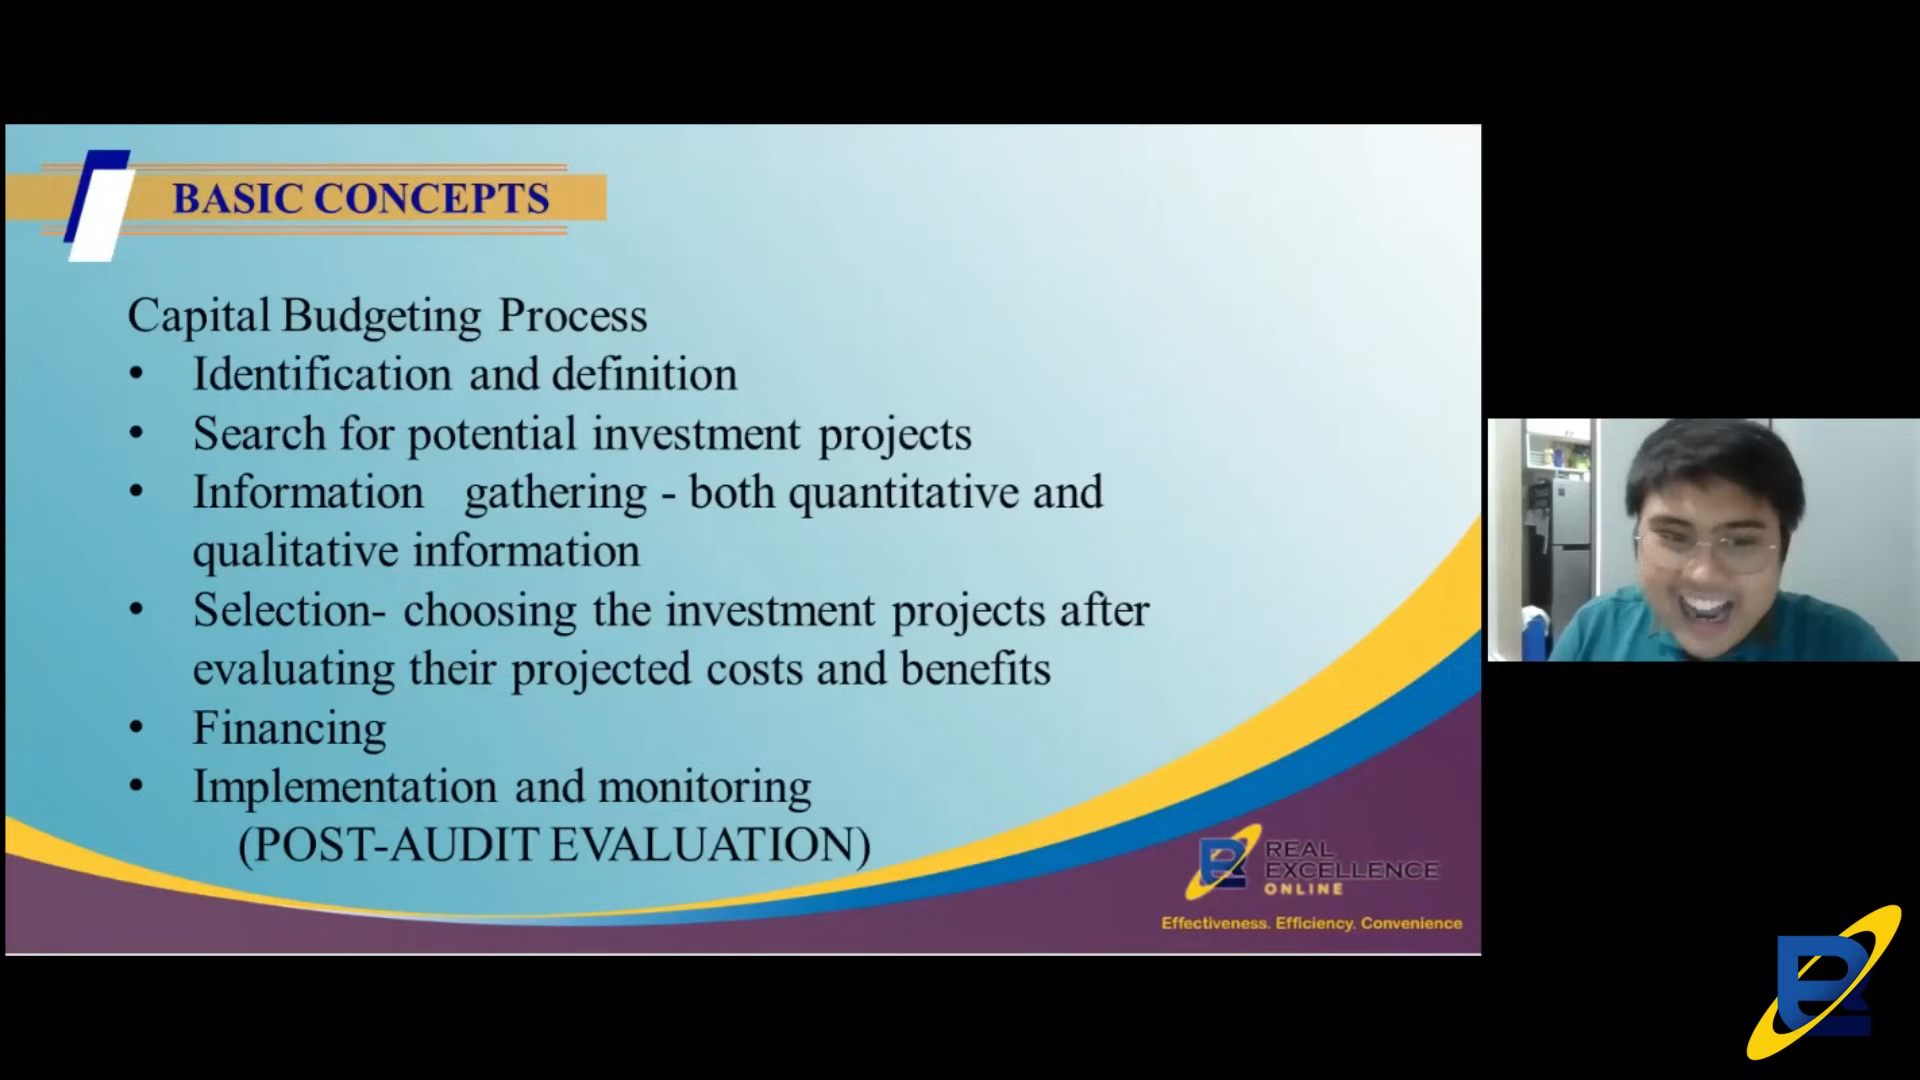 BASIC CONCEPTS
Capital Budgeting Process
• Identification and definition
• Search for potential investment projects
• Information gathering - both quantitative and
qualitative information
• Selection- choosing the investment projects after
evaluating their projected costs and benefits
• Financing
• Implementation and monitoring
(POST-AUDIT EVALUATION)
REAL
EXCELLENCE
ONLINE
Effectiveness. Efficiency. Convenience